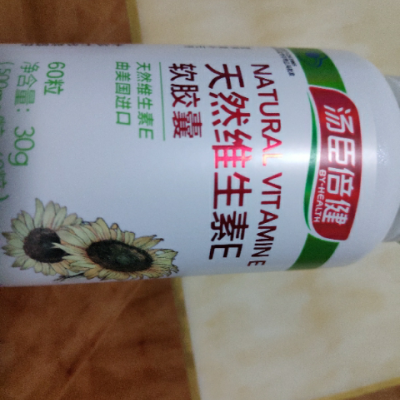 汤臣倍健
BY-HEALTH
NATURAL VITAMIN E
天然维生素E
软胶囊
天然维生素E
由美国进口
60粒
净含量：30g